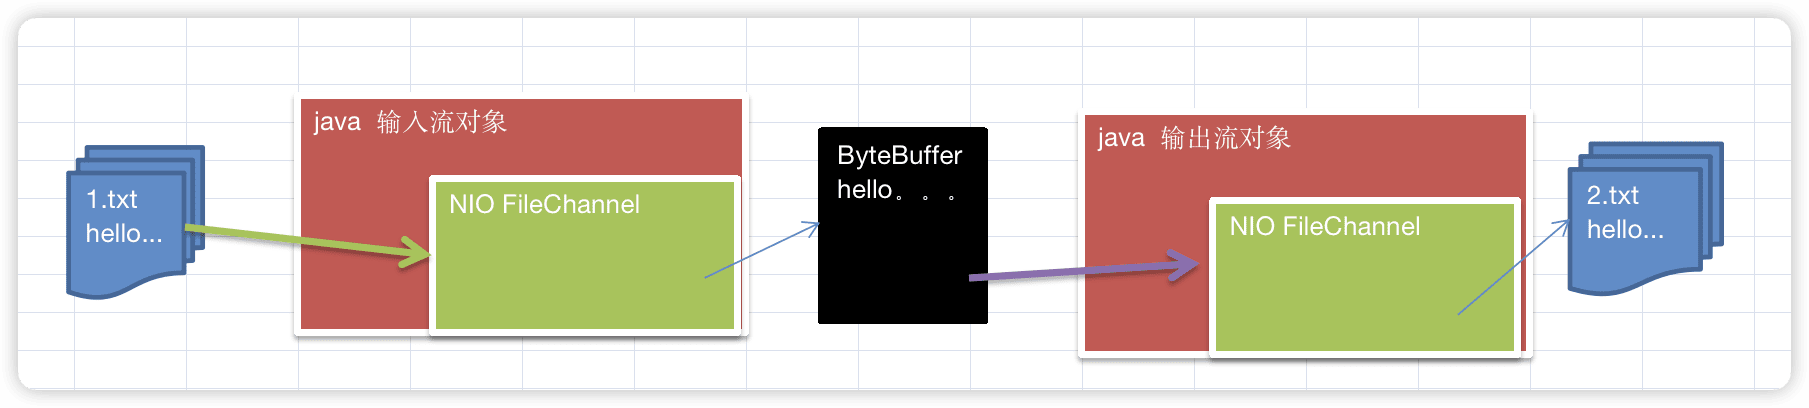 1.txt
hello...
java 输入流对象
NIO FileChannel
ByteBuffer
hello。。。
java 输出流对象
NIO FileChannel
2.txt
hello...